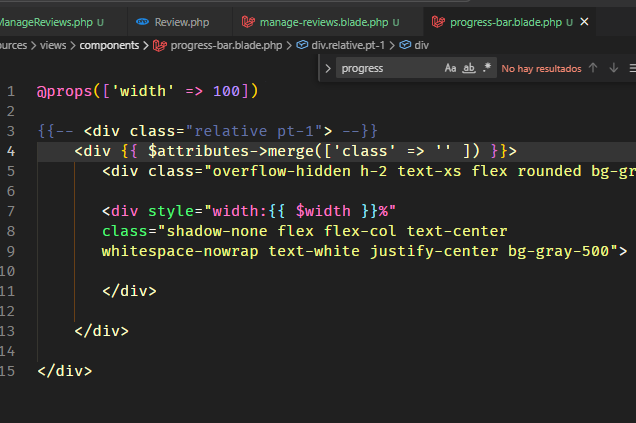 ManageReviews.php U
Review.php
manage-reviews.blade.php U
progress-bar.blade.php U
ources > views > components > progress-bar.blade.php > div.relative.pt-1 > div
progress
Aa ab .*
No hay resultados
1 @props(['width' => 100])
2
3 {{-- <div class="relative pt-1"> --}}
4 <div {{ $attributes->merge(['class' => '' ]) }}>
5 <div class="overflow-hidden h-2 text-xs flex rounded bg-gr
6
7 <div style="width:{{ $width }}%"
8 class="shadow-none flex flex-col text-center
9 whitespace-nowrap text-white justify-center bg-gray-500">
10
11 </div>
12
13 </div>
14
15 </div>